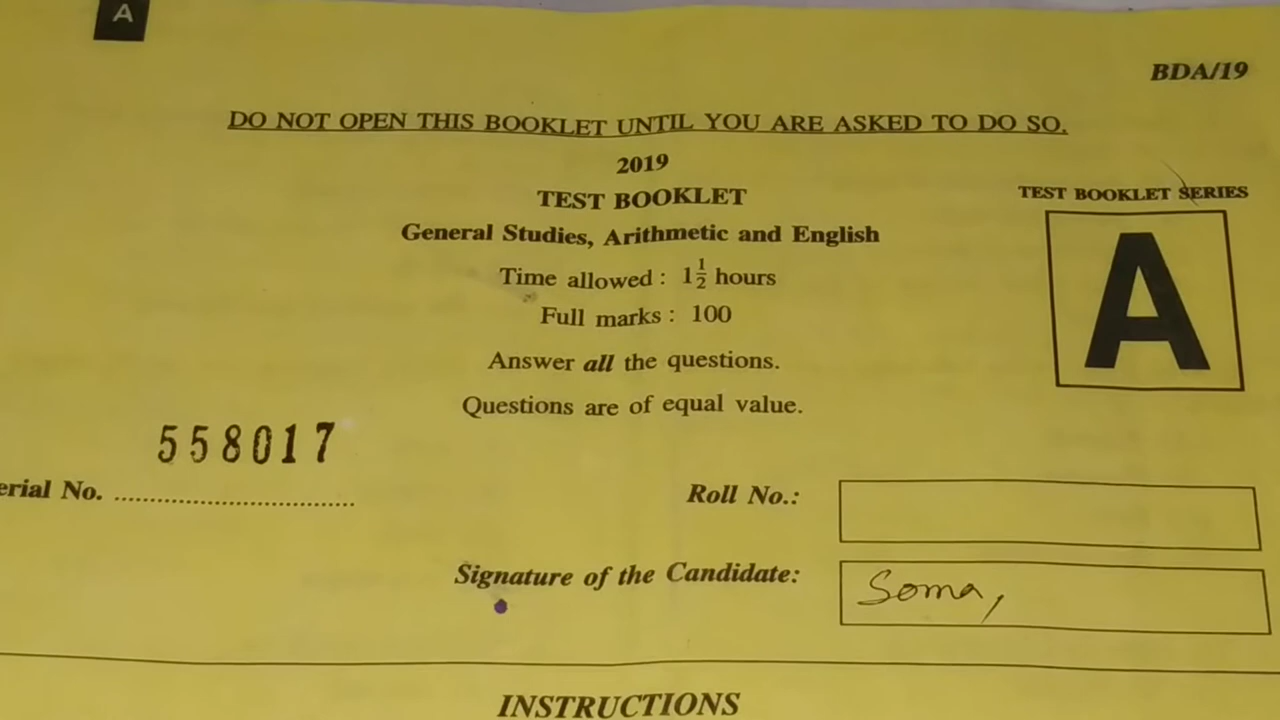 A
BDA/19
DO NOT OPEN THIS BOOKLET UNTIL YOU ARE ASKED TO DO SO.
2019
TEST BOOKLET
TEST BOOKLET SERIES
General Studies, Arithmetic and English
A
Time allowed : 1½ hours
Full marks : 100
Answer all the questions.
Questions are of equal value.
558017
erial No. ........................................
Roll No.:
Signature of the Candidate:
Soma,
INSTRUCTIONS